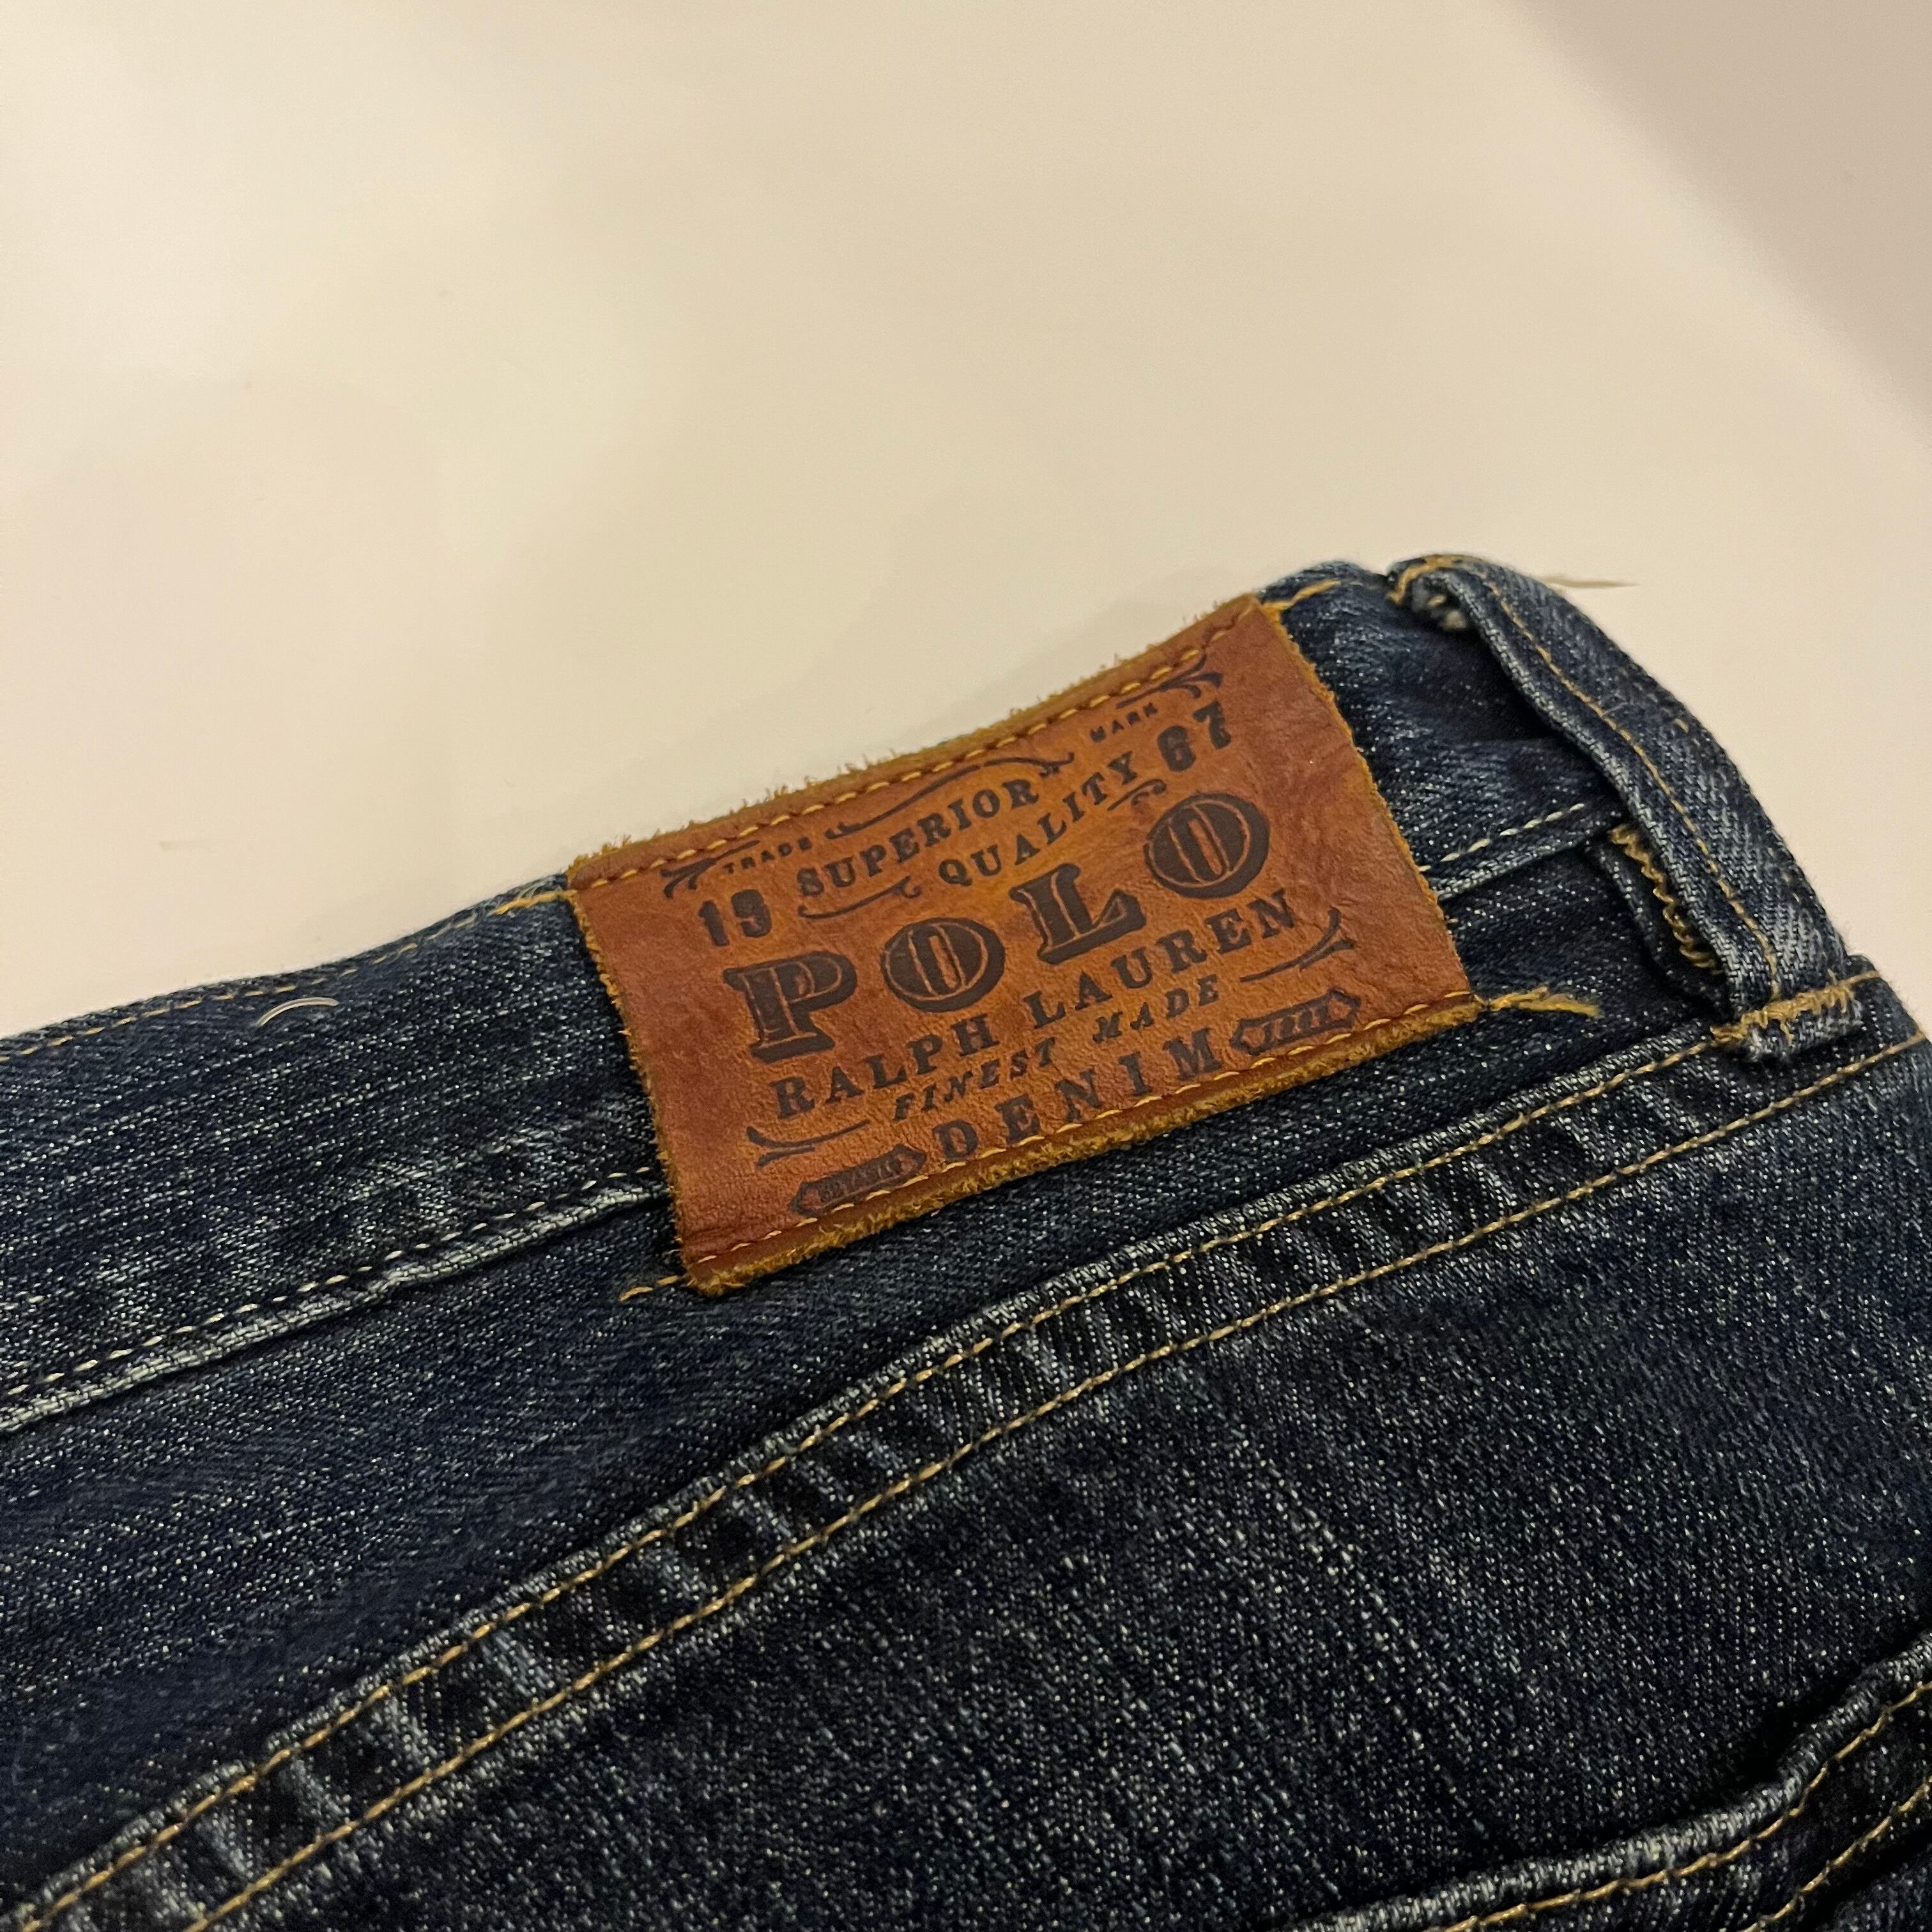 TRADE MARK
19 SUPERIOR QUALITY 67
POLO
RALPH LAUREN
FINEST MADE
DENIM